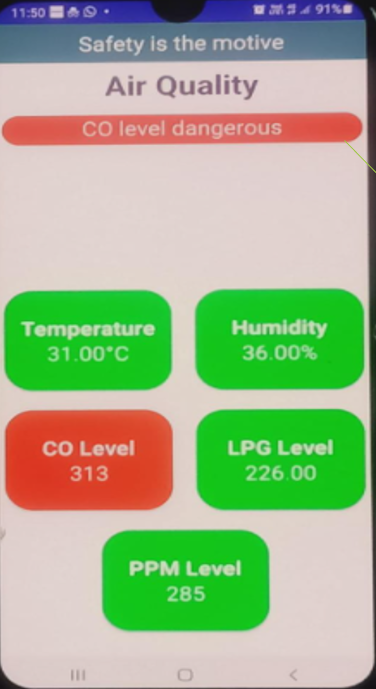 11:50
91%
Safety is the motive
Air Quality
CO level dangerous
Temperature
31.00°C
Humidity
36.00%
CO Level
313
LPG Level
226.00
PPM Level
285